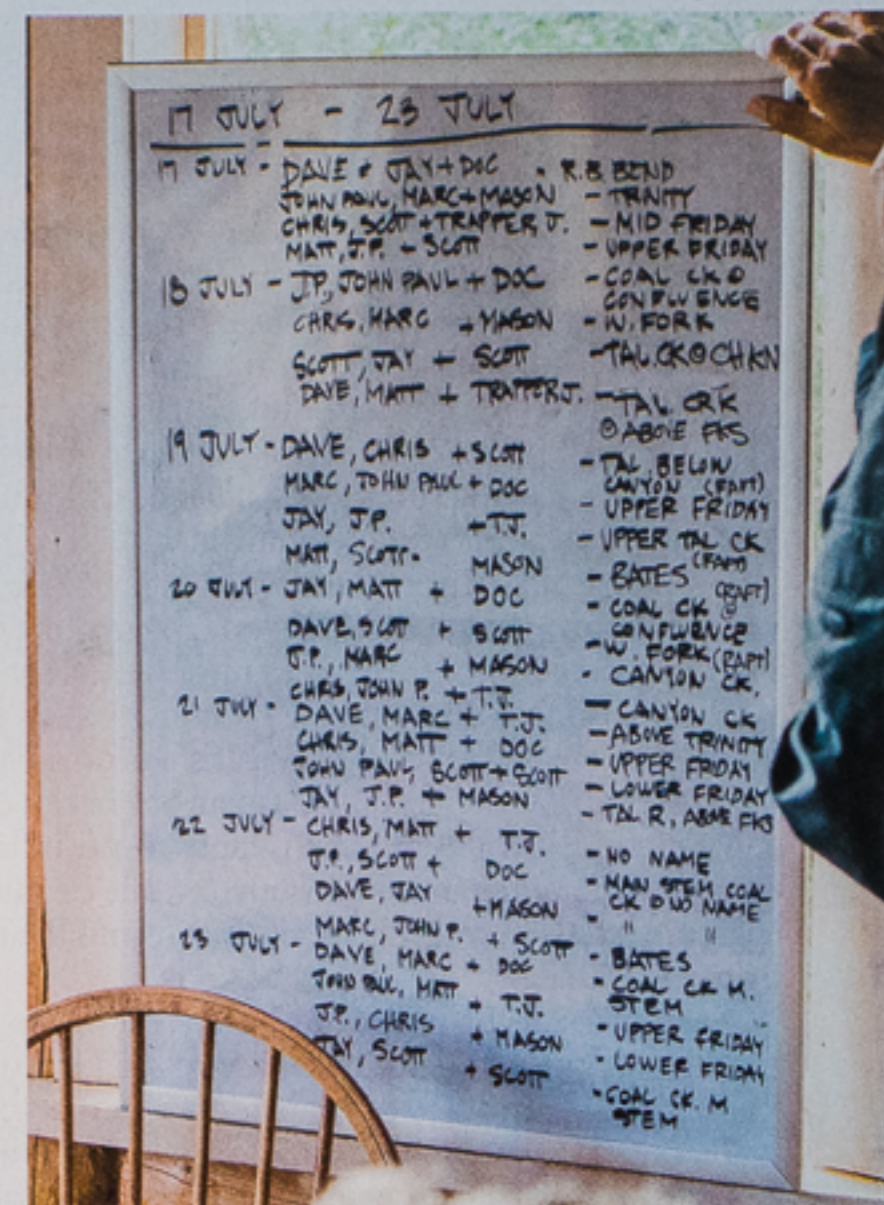 17 JULY - 23 JULY
17 JULY - DAVE + JAY + DOC - R.B. BEND
JOHN PAUL, MARC + MASON - TRINITY
CHRIS, SCOTT + TRAPPER J. - MID FRIDAY
MATT, J.P. + SCOTT - UPPER FRIDAY
18 JULY - J.P., JOHN PAUL + DOC - COAL CK @
CONFLUENCE
CHRIS, MARC + MASON - W. FORK
SCOTT, JAY + SCOTT - TAL.CK @ CHKN
DAVE, MATT + TRAPPER J. - TAL CRK
@ ABOVE FKS
19 JULY - DAVE, CHRIS + SCOTT - TAL. BELOW
CANYON (RAFT)
MARC, JOHN PAUL + DOC - UPPER FRIDAY
JAY, J.P. + T.J. - UPPER TAL CK
(RAFT)
MATT, SCOTT - MASON - BATES (RAFT)
20 JULY - JAY, MATT + DOC - COAL CK @
CONFLUENCE
DAVE, SCOTT + SCOTT - W. FORK (RAFT)
J.P., MARC + MASON - CANYON CK.
CHRIS, JOHN P. + T.J. - CANYON CK
21 JULY - DAVE, MARC + T.J. - ABOVE TRINITY
CHRIS, MATT + DOC - UPPER FRIDAY
JOHN PAUL, SCOTT + SCOTT - LOWER FRIDAY
JAY, J.P. + MASON - TAL R, ABOVE FKS
22 JULY - CHRIS, MATT + T.J. - NO NAME
J.P., SCOTT + DOC - MAIN STEM COAL
CK @ NO NAME
DAVE, JAY + MASON - " "
MARC, JOHN P. + SCOTT - BATES
23 JULY - DAVE, MARC + DOC - COAL CK M.
STEM
JOHN PAUL, MATT + T.J. - UPPER FRIDAY
J.P., CHRIS + MASON - LOWER FRIDAY
JAY, SCOTT + SCOTT - COAL CK. M
STEM